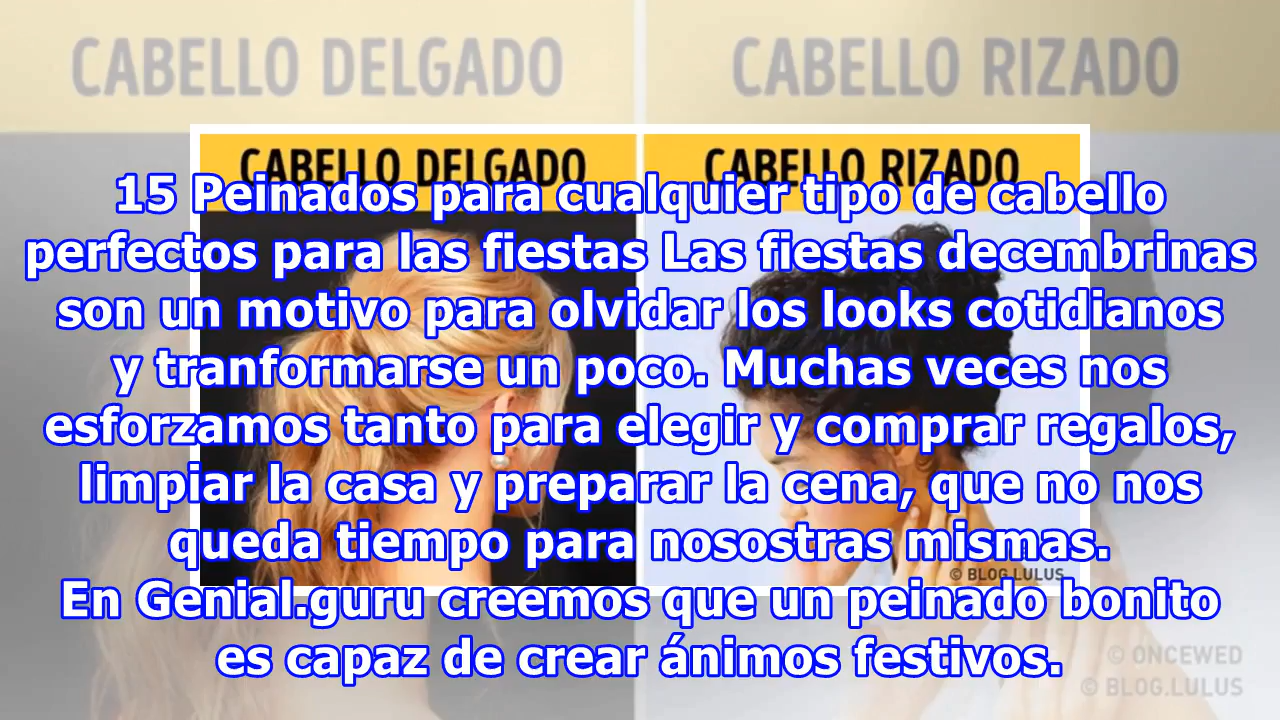 CABELLO DELGADO
CABELLO RIZADO
CABELLO DELGADO
CABELLO RIZADO
15 Peinados para cualquier tipo de cabello
perfectos para las fiestas Las fiestas decembrinas
son un motivo para olvidar los looks cotidianos
y tranformarse un poco. Muchas veces nos
esforzamos tanto para elegir y comprar regalos,
limpiar la casa y preparar la cena, que no nos
queda tiempo para nosostras mismas.
En Genial.guru creemos que un peinado bonito
es capaz de crear ánimos festivos.
© BLOG.LULUS
© ONCEWED
© BLOG.LULUS